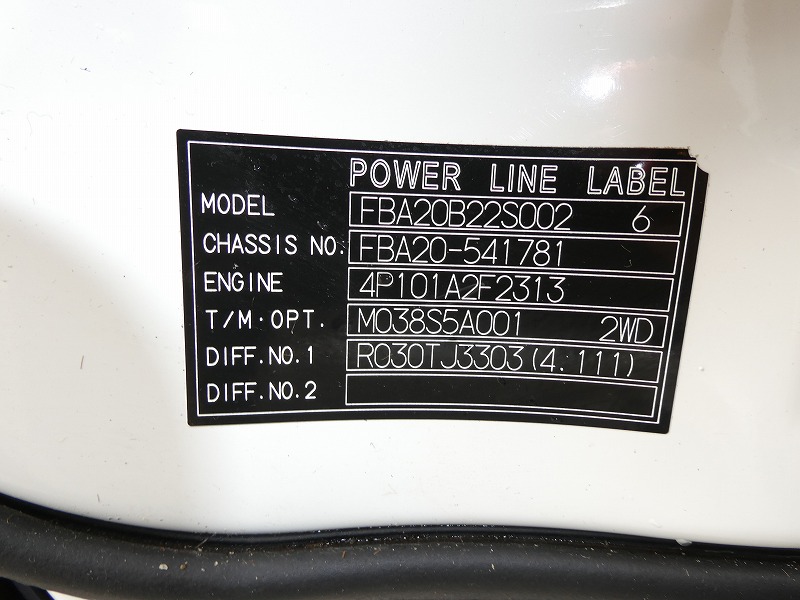 POWER LINE LABEL
MODEL FBA20B22S002 6
CHASSIS NO. FBA20-541781
ENGINE 4P101A2F2313
T/M·OPT. M038S5A001 2WD
DIFF.NO.1 R030TJ3303(4.111)
DIFF.NO.2